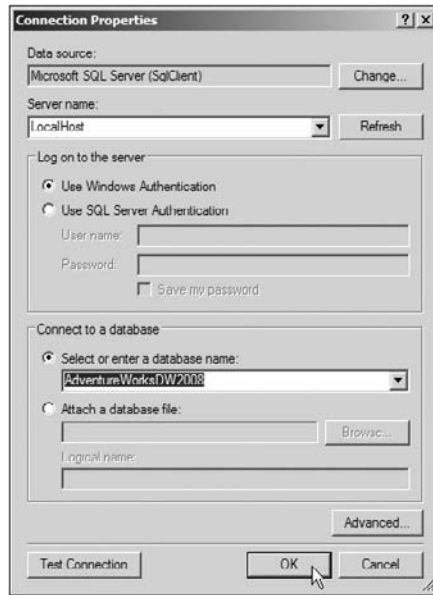 Connection Properties
Data source:
Microsoft SQL Server (SqlClient)
Change...
Server name:
LocalHost
Refresh
Log on to the server
Use Windows Authentication
Use SQL Server Authentication
User name:
Password:
Save my password
Connect to a database
Select or enter a database name:
AdventureWorksDW2008
Attach a database file:
Browse...
Logical name:
Advanced...
Test Connection
OK
Cancel